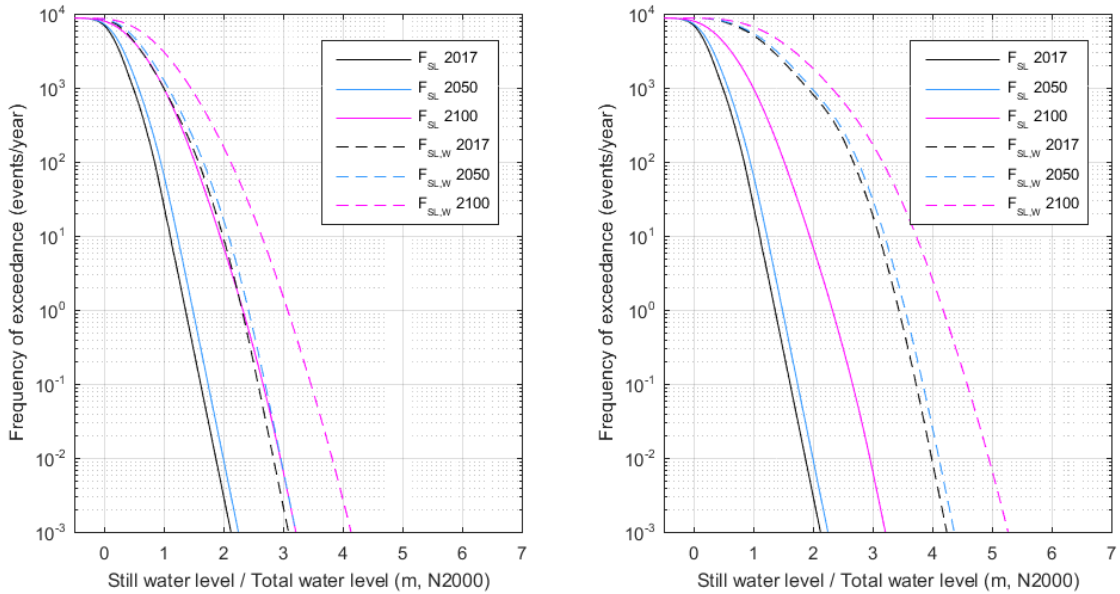 Frequency of exceedance (events/year)
10^4
10^3
10^2
10^1
10^0
10^-1
10^-2
10^-3
F_SL 2017
F_SL 2050
F_SL 2100
F_SL,W 2017
F_SL,W 2050
F_SL,W 2100
0 1 2 3 4 5 6 7
Still water level / Total water level (m, N2000)
Frequency of exceedance (events/year)
10^4
10^3
10^2
10^1
10^0
10^-1
10^-2
10^-3
F_SL 2017
F_SL 2050
F_SL 2100
F_SL,W 2017
F_SL,W 2050
F_SL,W 2100
0 1 2 3 4 5 6 7
Still water level / Total water level (m, N2000)